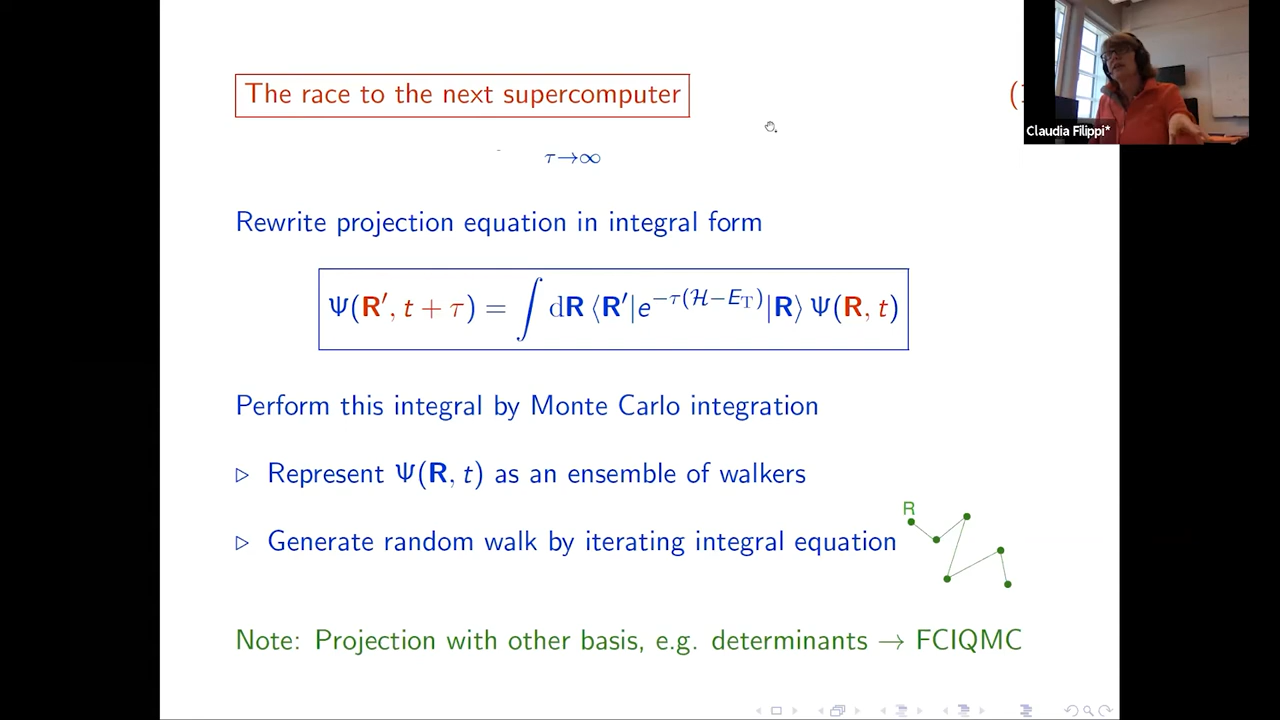 The race to the next supercomputer
(
Claudia Filippi*
τ→∞
Rewrite projection equation in integral form
Ψ(R′, t + τ) = ∫ dR ⟨R′|e^{−τ(ℋ−E_T)}|R⟩ Ψ(R, t)
Perform this integral by Monte Carlo integration
▷ Represent Ψ(R, t) as an ensemble of walkers
R
▷ Generate random walk by iterating integral equation
Note: Projection with other basis, e.g. determinants → FCIQMC